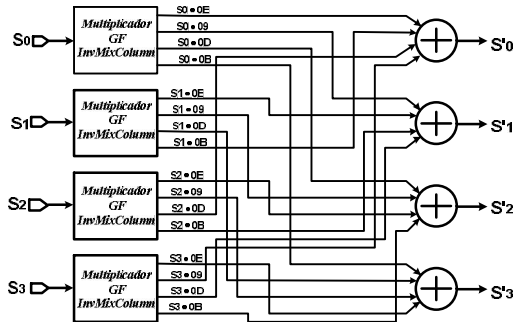 S0
Multiplicador
GF
InvMixColumn
S0•0E
S0•09
S0•0D
S0•0B
S'0
S1
Multiplicador
GF
InvMixColumn
S1•0E
S1•09
S1•0D
S1•0B
S'1
S2
Multiplicador
GF
InvMixColumn
S2•0E
S2•09
S2•0D
S2•0B
S'2
S3
Multiplicador
GF
InvMixColumn
S3•0E
S3•09
S3•0D
S3•0B
S'3